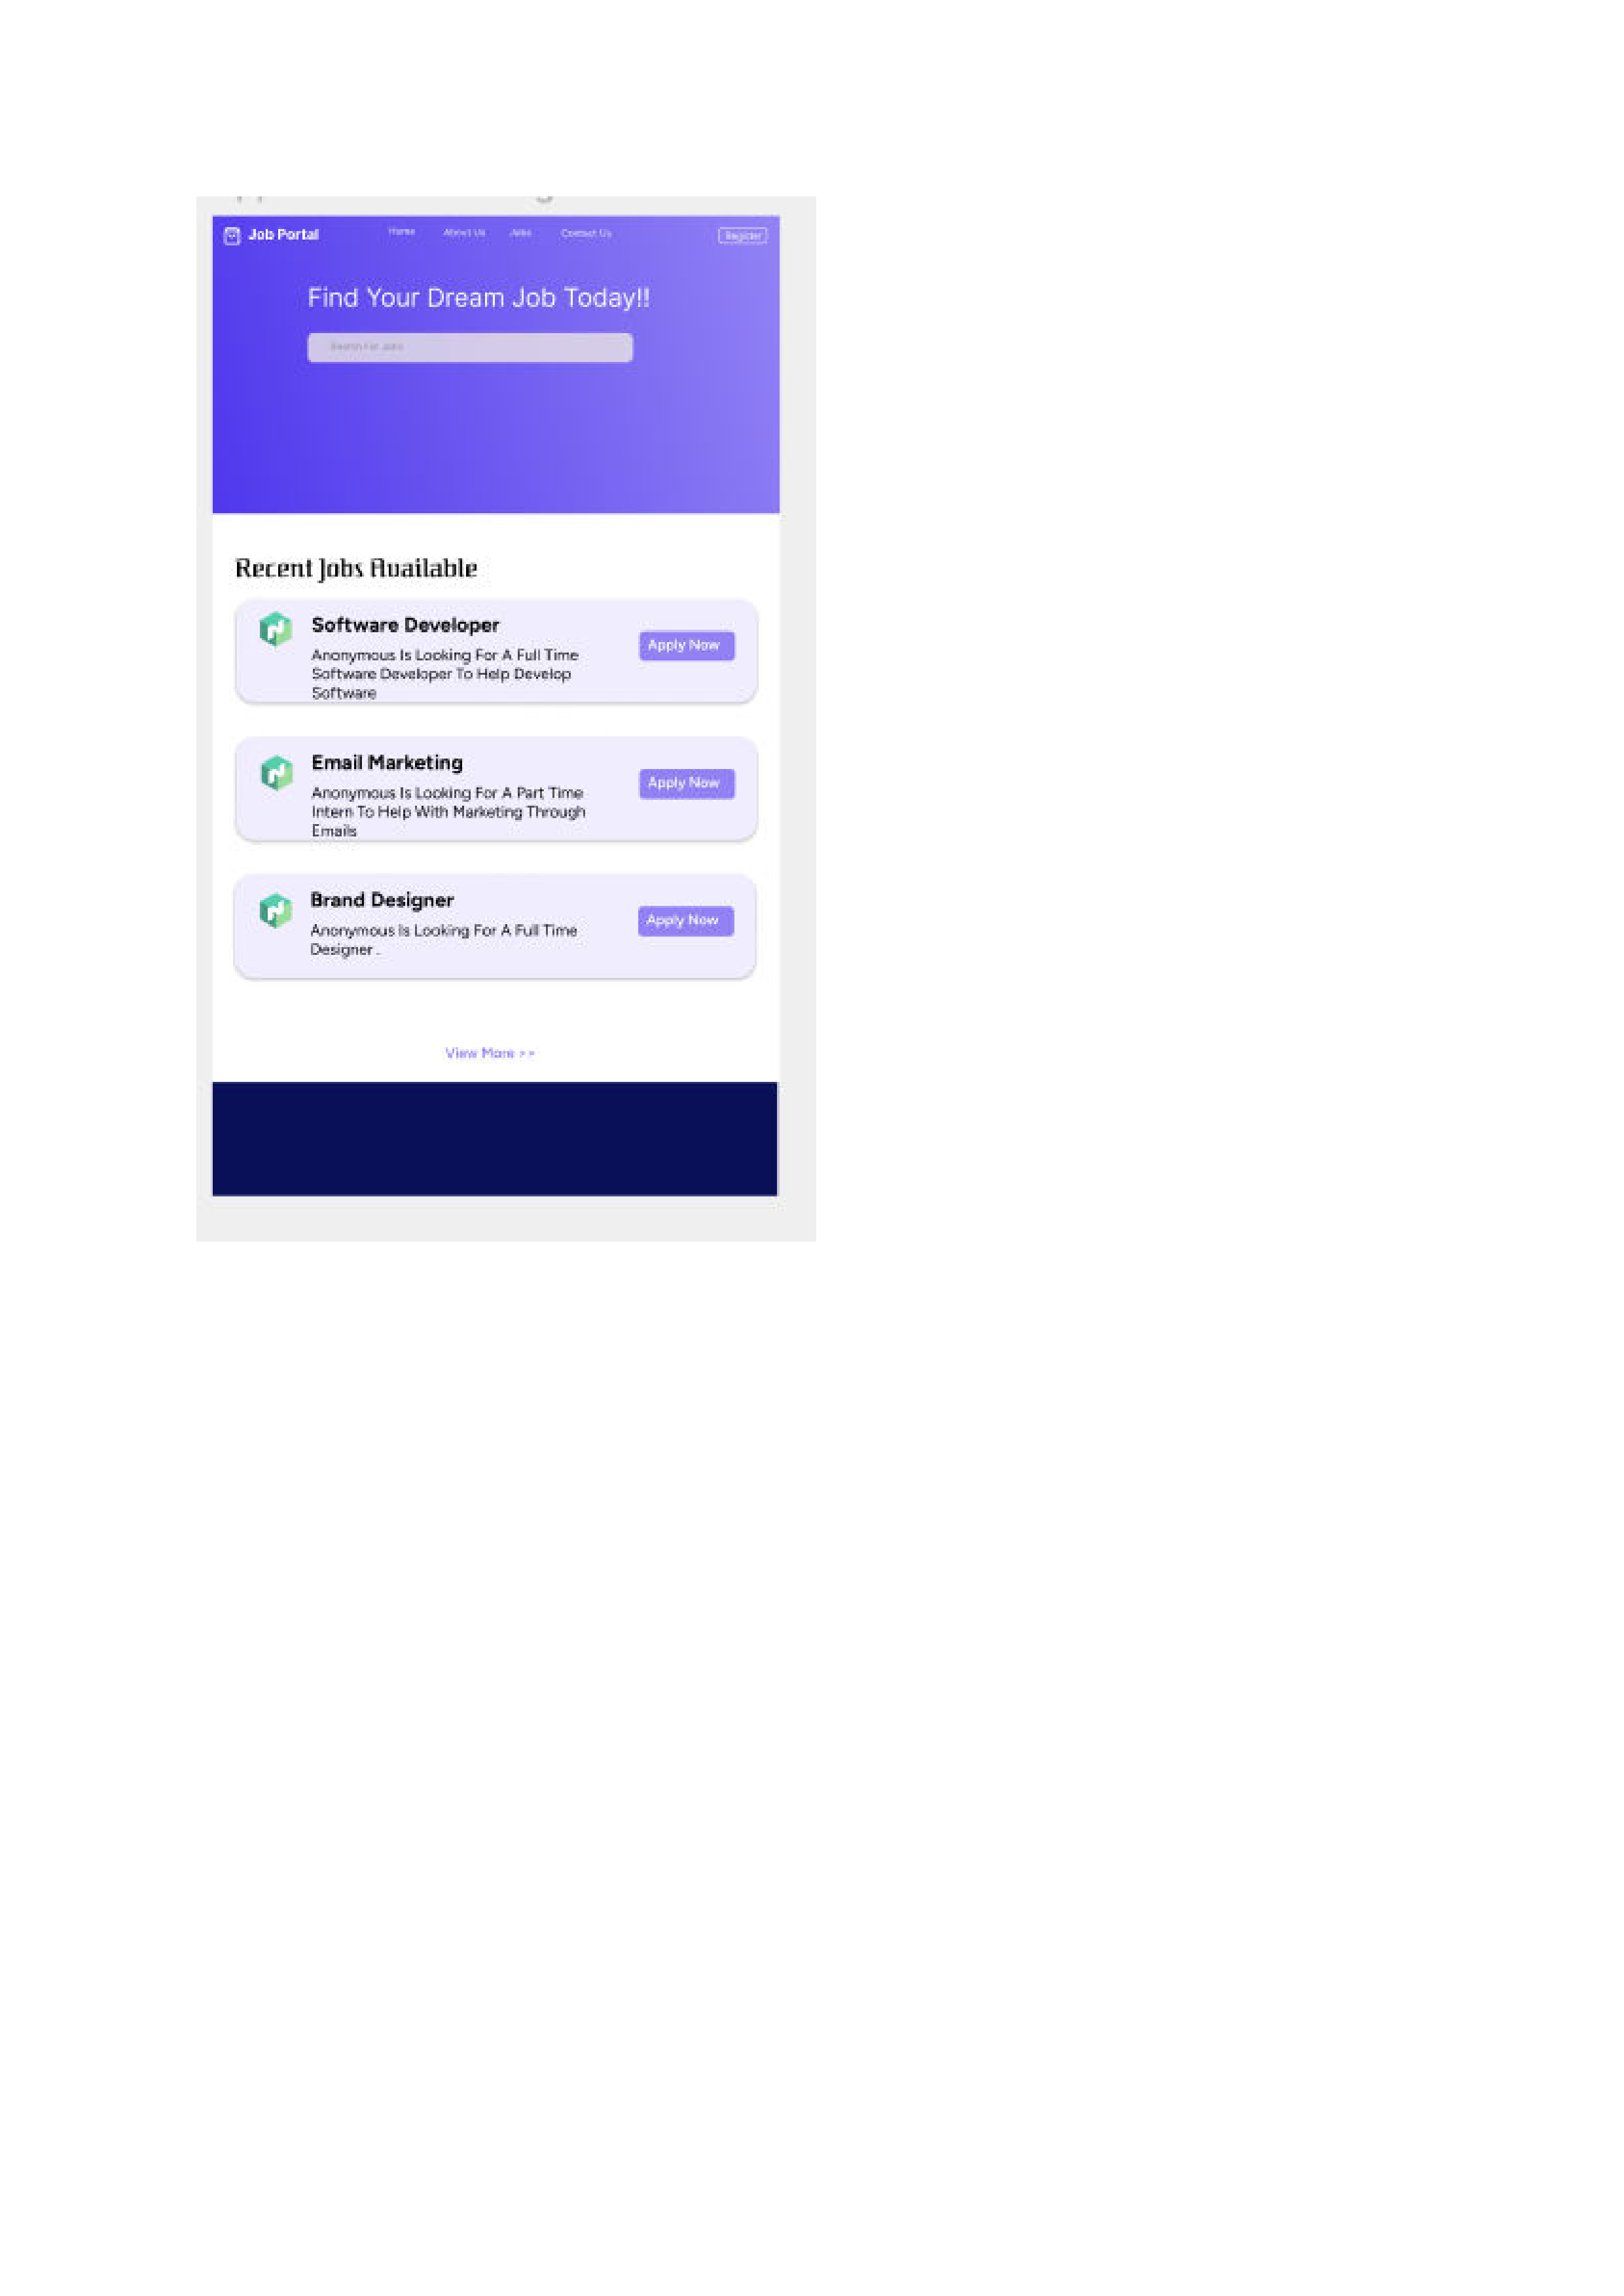 Job Portal
Home About Us Jobs Contact Us
Register
Find Your Dream Job Today!!
Search For Jobs
Recent Jobs Available
Software Developer
Anonymous Is Looking For A Full Time
Software Developer To Help Develop
Software
Apply Now
Email Marketing
Anonymous Is Looking For A Part Time
Intern To Help With Marketing Through
Emails
Apply Now
Brand Designer
Anonymous Is Looking For A Full Time
Designer .
Apply Now
View More >>